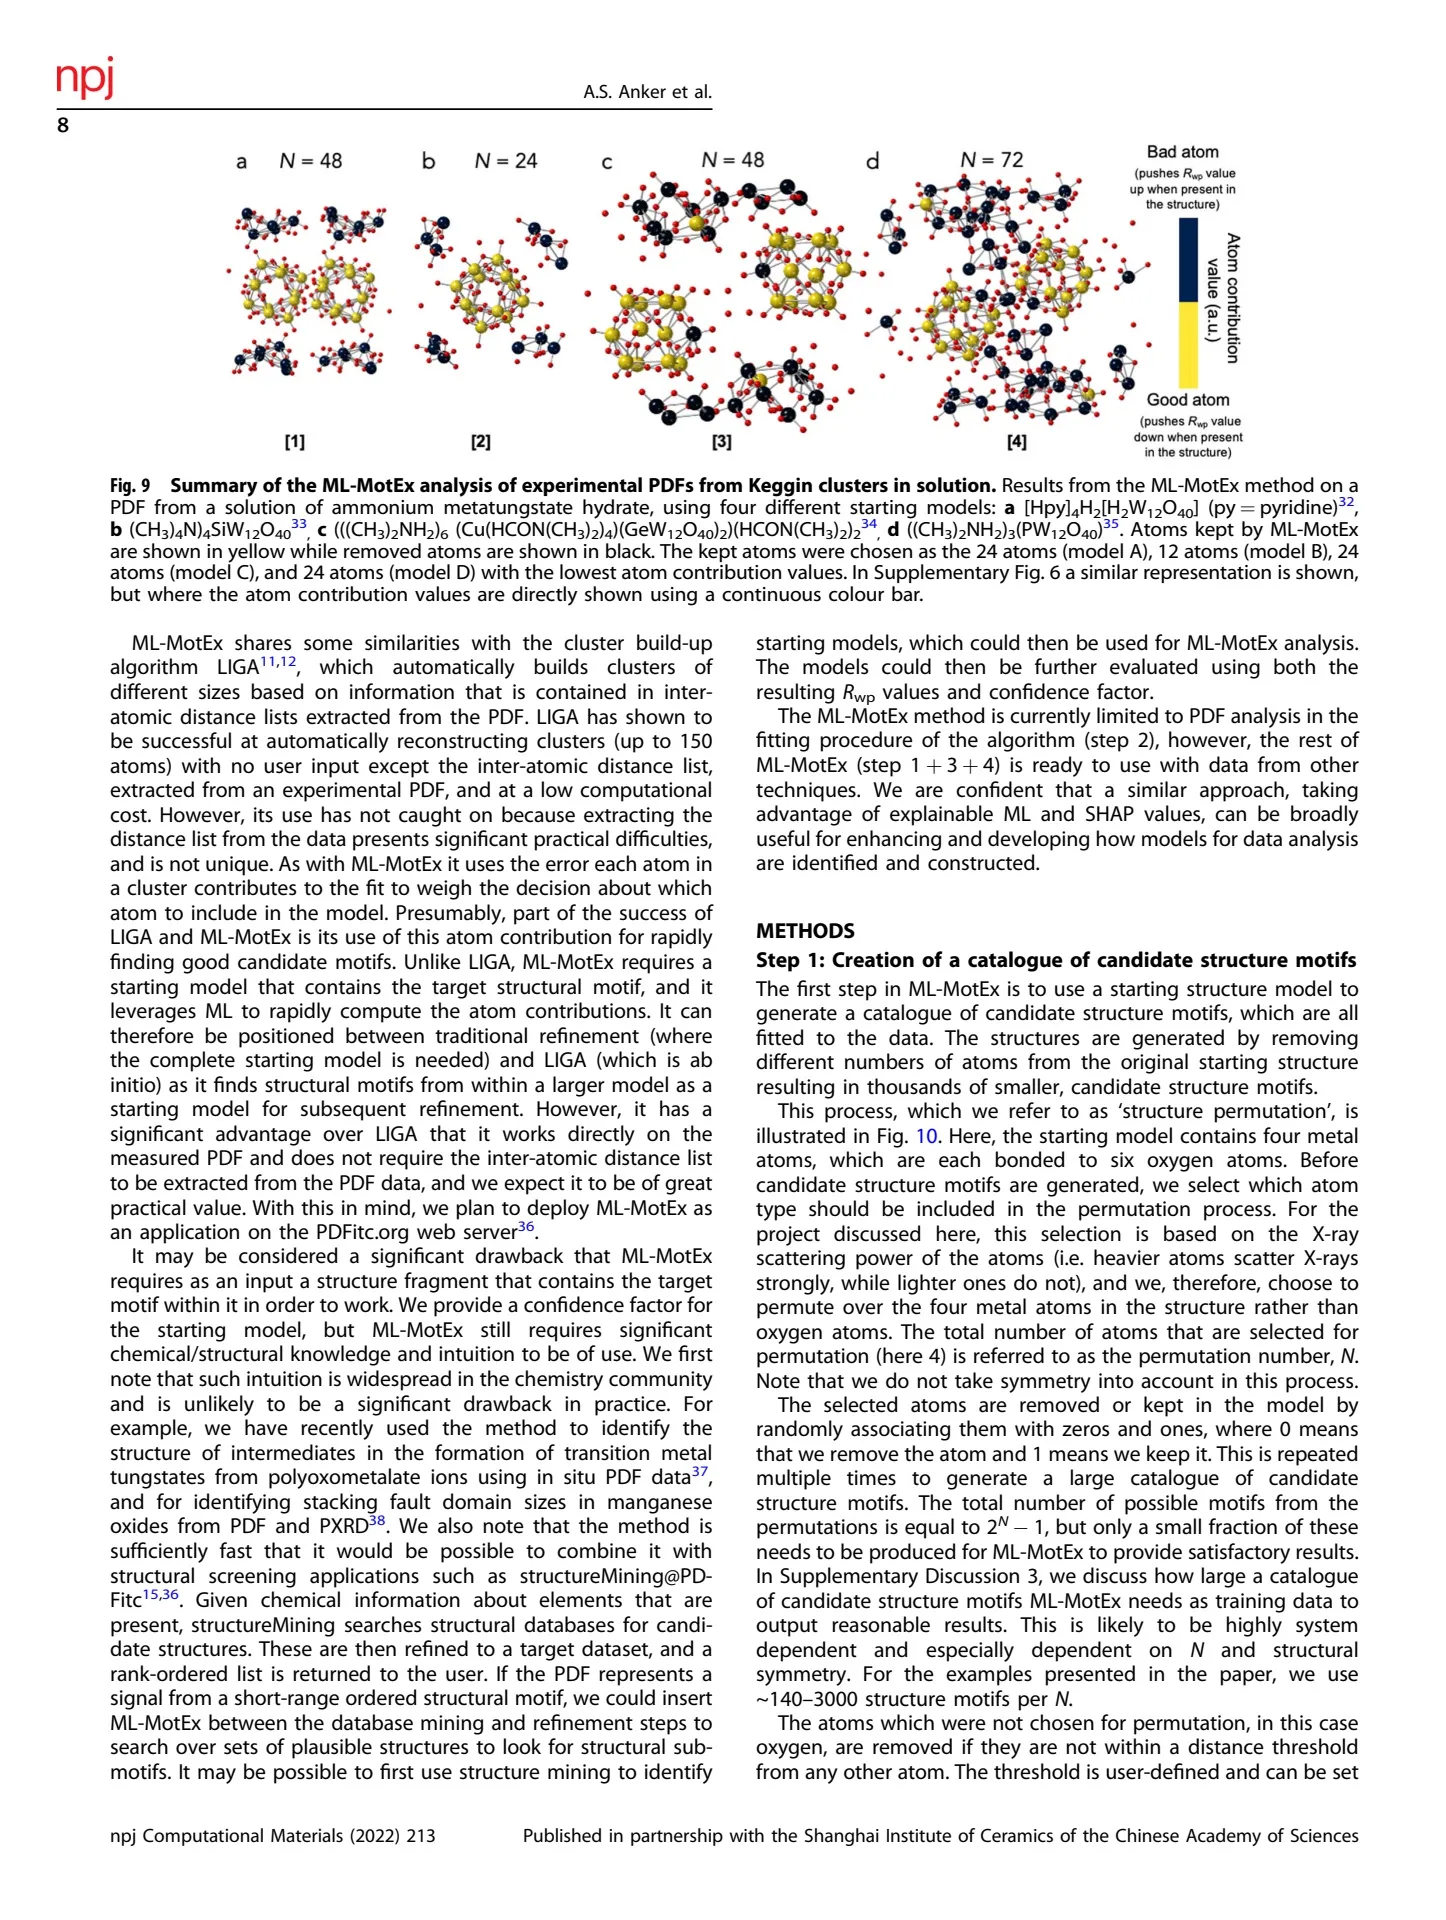 npj
A.S. Anker et al.
8
a N = 48 b N = 24 c N = 48 d N = 72
Bad atom
(pushes Rwp value
up when present in
the structure)
Atom contribution
value (a.u.)
Good atom
(pushes Rwp value
down when present
in the structure)
[1] [2] [3] [4]
Fig. 9 Summary of the ML-MotEx analysis of experimental PDFs from Keggin clusters in solution. Results from the ML-MotEx method on a
PDF from a solution of ammonium metatungstate hydrate, using four different starting models: a [Hpy]4H2[H2W12O40] (py = pyridine)32,
b (CH3)4N)4SiW12O4033, c (((CH3)2NH2)6 (Cu(HCON(CH3)2)4)(GeW12O40)2)(HCON(CH3)2)234, d ((CH3)2NH2)3(PW12O40)35. Atoms kept by ML-MotEx
are shown in yellow while removed atoms are shown in black. The kept atoms were chosen as the 24 atoms (model A), 12 atoms (model B), 24
atoms (model C), and 24 atoms (model D) with the lowest atom contribution values. In Supplementary Fig. 6 a similar representation is shown,
but where the atom contribution values are directly shown using a continuous colour bar.
ML-MotEx shares some similarities with the cluster build-up
algorithm LIGA11,12, which automatically builds clusters of
different sizes based on information that is contained in inter-
atomic distance lists extracted from the PDF. LIGA has shown to
be successful at automatically reconstructing clusters (up to 150
atoms) with no user input except the inter-atomic distance list,
extracted from an experimental PDF, and at a low computational
cost. However, its use has not caught on because extracting the
distance list from the data presents significant practical difficulties,
and is not unique. As with ML-MotEx it uses the error each atom in
a cluster contributes to the fit to weigh the decision about which
atom to include in the model. Presumably, part of the success of
LIGA and ML-MotEx is its use of this atom contribution for rapidly
finding good candidate motifs. Unlike LIGA, ML-MotEx requires a
starting model that contains the target structural motif, and it
leverages ML to rapidly compute the atom contributions. It can
therefore be positioned between traditional refinement (where
the complete starting model is needed) and LIGA (which is ab
initio) as it finds structural motifs from within a larger model as a
starting model for subsequent refinement. However, it has a
significant advantage over LIGA that it works directly on the
measured PDF and does not require the inter-atomic distance list
to be extracted from the PDF data, and we expect it to be of great
practical value. With this in mind, we plan to deploy ML-MotEx as
an application on the PDFitc.org web server36.
It may be considered a significant drawback that ML-MotEx
requires as an input a structure fragment that contains the target
motif within it in order to work. We provide a confidence factor for
the starting model, but ML-MotEx still requires significant
chemical/structural knowledge and intuition to be of use. We first
note that such intuition is widespread in the chemistry community
and is unlikely to be a significant drawback in practice. For
example, we have recently used the method to identify the
structure of intermediates in the formation of transition metal
tungstates from polyoxometalate ions using in situ PDF data37,
and for identifying stacking fault domain sizes in manganese
oxides from PDF and PXRD38. We also note that the method is
sufficiently fast that it would be possible to combine it with
structural screening applications such as structureMining@PD-
Fitc15,36. Given chemical information about elements that are
present, structureMining searches structural databases for candi-
date structures. These are then refined to a target dataset, and a
rank-ordered list is returned to the user. If the PDF represents a
signal from a short-range ordered structural motif, we could insert
ML-MotEx between the database mining and refinement steps to
search over sets of plausible structures to look for structural sub-
motifs. It may be possible to first use structure mining to identify
starting models, which could then be used for ML-MotEx analysis.
The models could then be further evaluated using both the
resulting Rwp values and confidence factor.
The ML-MotEx method is currently limited to PDF analysis in the
fitting procedure of the algorithm (step 2), however, the rest of
ML-MotEx (step 1 + 3 + 4) is ready to use with data from other
techniques. We are confident that a similar approach, taking
advantage of explainable ML and SHAP values, can be broadly
useful for enhancing and developing how models for data analysis
are identified and constructed.
METHODS
Step 1: Creation of a catalogue of candidate structure motifs
The first step in ML-MotEx is to use a starting structure model to
generate a catalogue of candidate structure motifs, which are all
fitted to the data. The structures are generated by removing
different numbers of atoms from the original starting structure
resulting in thousands of smaller, candidate structure motifs.
This process, which we refer to as ‘structure permutation’, is
illustrated in Fig. 10. Here, the starting model contains four metal
atoms, which are each bonded to six oxygen atoms. Before
candidate structure motifs are generated, we select which atom
type should be included in the permutation process. For the
project discussed here, this selection is based on the X-ray
scattering power of the atoms (i.e. heavier atoms scatter X-rays
strongly, while lighter ones do not), and we, therefore, choose to
permute over the four metal atoms in the structure rather than
oxygen atoms. The total number of atoms that are selected for
permutation (here 4) is referred to as the permutation number, N.
Note that we do not take symmetry into account in this process.
The selected atoms are removed or kept in the model by
randomly associating them with zeros and ones, where 0 means
that we remove the atom and 1 means we keep it. This is repeated
multiple times to generate a large catalogue of candidate
structure motifs. The total number of possible motifs from the
permutations is equal to 2N − 1, but only a small fraction of these
needs to be produced for ML-MotEx to provide satisfactory results.
In Supplementary Discussion 3, we discuss how large a catalogue
of candidate structure motifs ML-MotEx needs as training data to
output reasonable results. This is likely to be highly system
dependent and especially dependent on N and structural
symmetry. For the examples presented in the paper, we use
~140–3000 structure motifs per N.
The atoms which were not chosen for permutation, in this case
oxygen, are removed if they are not within a distance threshold
from any other atom. The threshold is user-defined and can be set
npj Computational Materials (2022) 213
Published in partnership with the Shanghai Institute of Ceramics of the Chinese Academy of Sciences